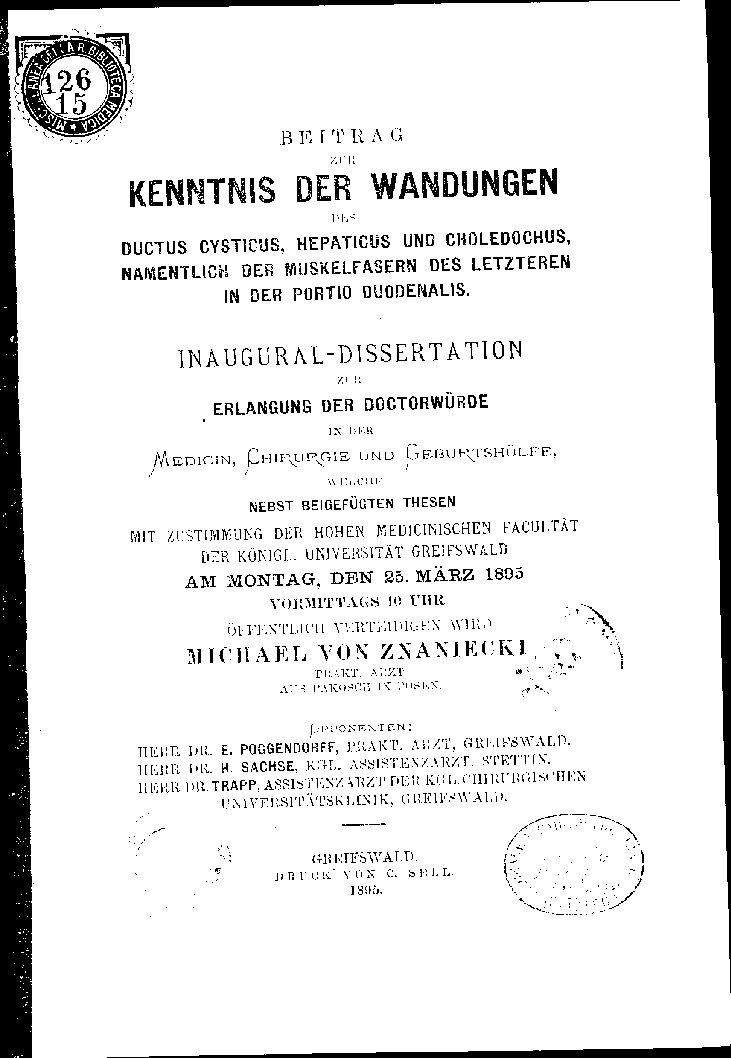 126
15
BEITRAG
ZUR
KENNTNIS DER WANDUNGEN
DES
DUCTUS CYSTICUS, HEPATICUS UND CHOLEDOCHUS,
NAMENTLICH DER MUSKELFASERN DES LETZTEREN
IN DER PORTIO DUODENALIS.
INAUGURAL-DISSERTATION
ZUR
ERLANGUNG DER DOCTORWÜRDE
IN DER
MEDICIN, CHIRURGIE UND GEBURTSHÜLFE,
WELCHE
NEBST BEIGEFÜGTEN THESEN
MIT ZUSTIMMUNG DER HOHEN MEDICINISCHEN FACULTÄT
DER KÖNIGL. UNIVERSITÄT GREIFSWALD
AM MONTAG, DEN 25. MÄRZ 1895
VORMITTAGS 10 UHR
ÖFFENTLICH VERTEIDIGEN WIRD
MICHAEL VON ZNANIECKI
PRAKT. ARZT
AUS PAKOSCH IN POSEN.
OPPONENTEN:
HERR DR. E. POGGENDORFF, PRAKT. ARZT, GREIFSWALD.
HERR DR. H. SACHSE, KGL. ASSISTENZARZT, STETTIN.
HERR DR. TRAPP, ASSISTENZARZT DER KGL. CHIRURGISCHEN
UNIVERSITÄTSKLINIK, GREIFSWALD.
GREIFSWALD.
DRUCK VON C. SELL.
1895.